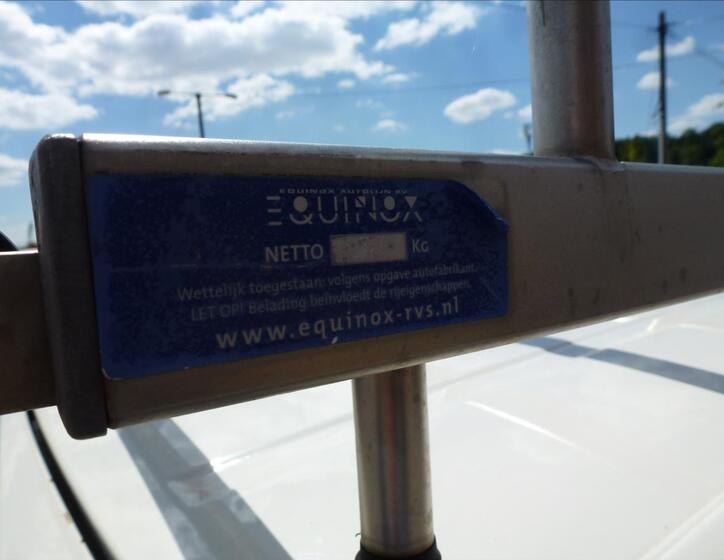 EQUINOX AUTOLIJN BV
EQUINOX
NETTO KG
Wettelijk toegestaan: volgens opgave autofabrikant.
LET OP! Belading beïnvloedt de rijeigenschappen.
www.equinox-rvs.nl